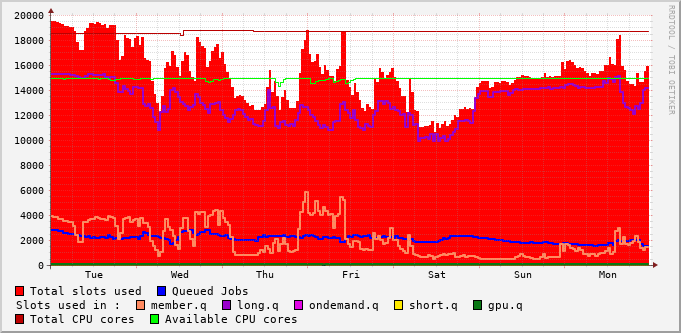 20000
18000
16000
14000
12000
10000
8000
6000
4000
2000
0
Tue Wed Thu Fri Sat Sun Mon
Total slots used Queued Jobs
Slots used in : member.q long.q ondemand.q short.q gpu.q
Total CPU cores Available CPU cores
RRDTOOL / TOBI OETIKER